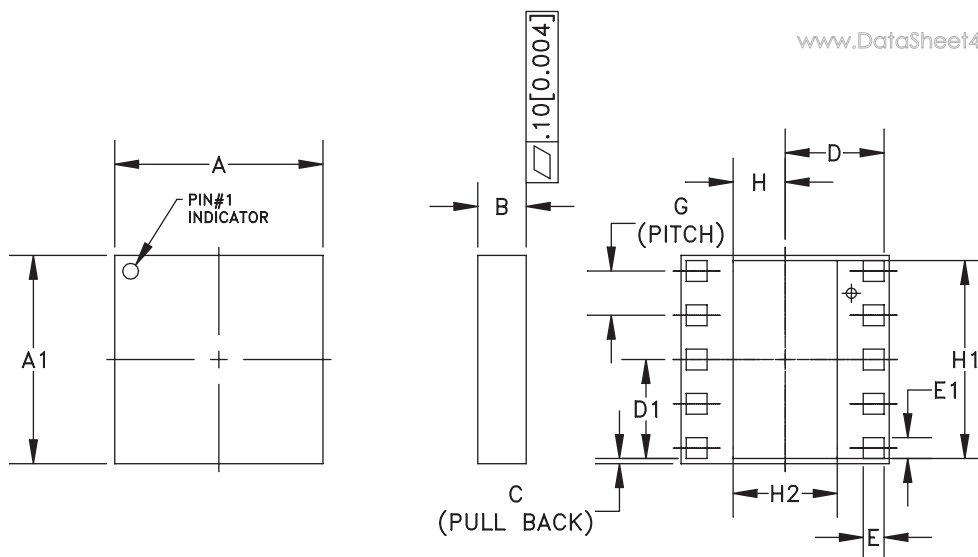 www.DataSheet4
.10[0.004]
A
D
H
B
G
(PITCH)
PIN#1
INDICATOR
A1
D1
H1
E1
H2
C
(PULL BACK)
E